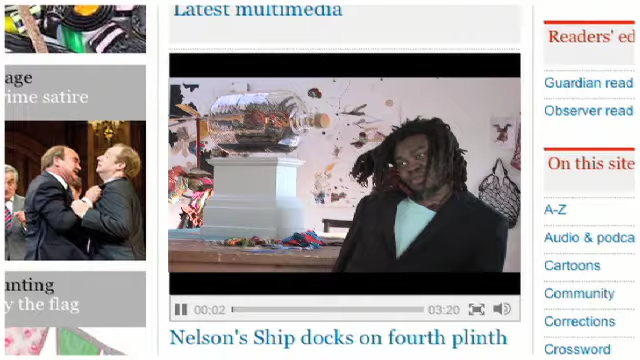 Latest multimedia
age
rime satire
unting
y the flag
00:02
03:20
Nelson's Ship docks on fourth plinth
Readers' ed
Guardian read
Observer read
On this site
A-Z
Audio & podca
Cartoons
Community
Corrections
Crossword